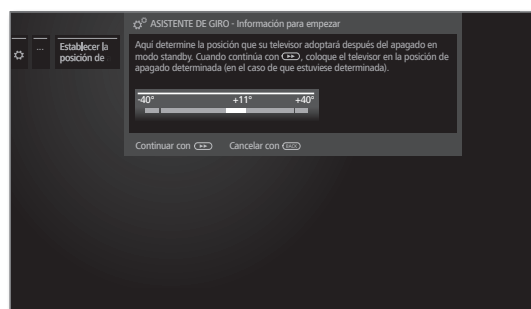 ASISTENTE DE GIRO - Información para empezar
... Establecer la
posición de
Aquí determine la posición que su televisor adoptará después del apagado en
modo standby. Cuando continúa con, coloque el televisor en la posición de
apagado determinada (en el caso de que estuviese determinada).
-40° +11° +40°
Continuar con Cancelar con BACK